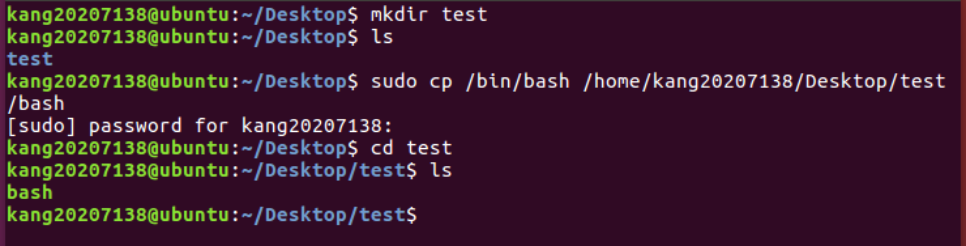 kang20207138@ubuntu:~/Desktop$ mkdir test
kang20207138@ubuntu:~/Desktop$ ls
test
kang20207138@ubuntu:~/Desktop$ sudo cp /bin/bash /home/kang20207138/Desktop/test
/bash
[sudo] password for kang20207138:
kang20207138@ubuntu:~/Desktop$ cd test
kang20207138@ubuntu:~/Desktop/test$ ls
bash
kang20207138@ubuntu:~/Desktop/test$